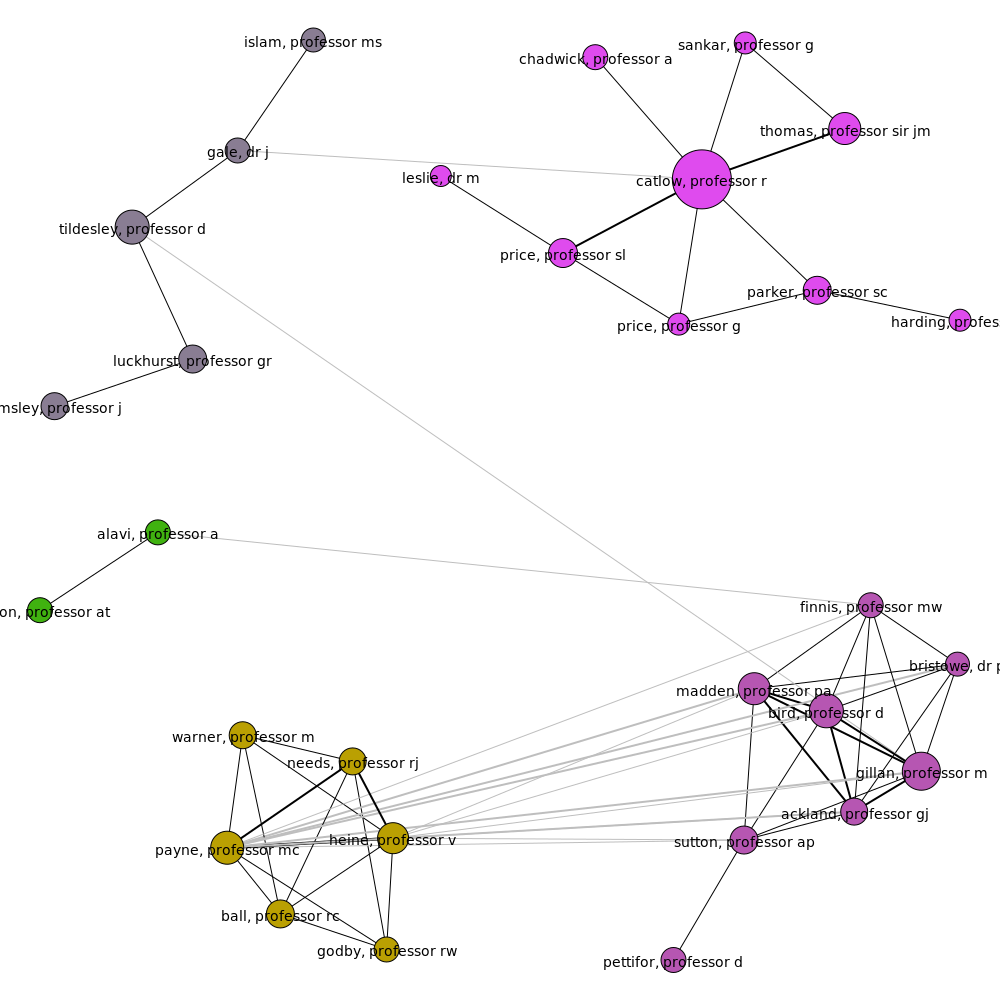 islam, professor ms
sankar, professor g
chadwick, professor a
thomas, professor sir jm
gale, dr j
leslie, dr m
catlow, professor r
tildesley, professor d
price, professor sl
parker, professor sc
harding,
price, professor g
luckhurst, professor gr
professor j
alavi, professor a
professor at
finnis, professor mw
bristowe, dr
madden, professor pa
bird, professor d
warner, professor m
needs, professor rj
gillan, professor m
ackland, professor gj
heine, professor v
sutton, professor ap
payne, professor mc
ball, professor rc
godby, professor rw
pettifor, professor d